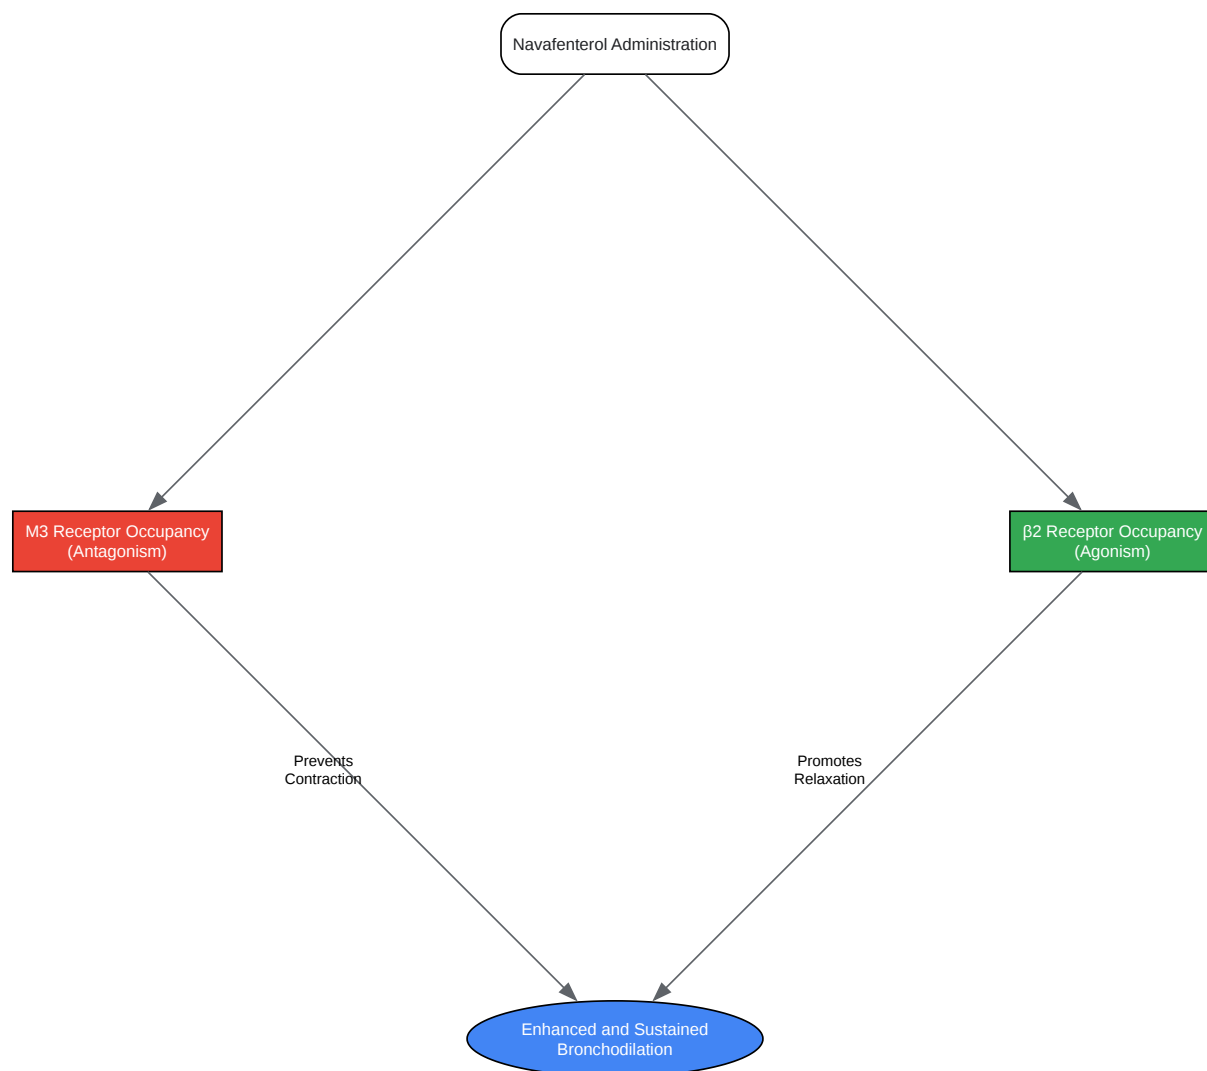 Navafenterol Administration
M3 Receptor Occupancy
(Antagonism)
β2 Receptor Occupancy
(Agonism)
Prevents
Contraction
Promotes
Relaxation
Enhanced and Sustained
Bronchodilation